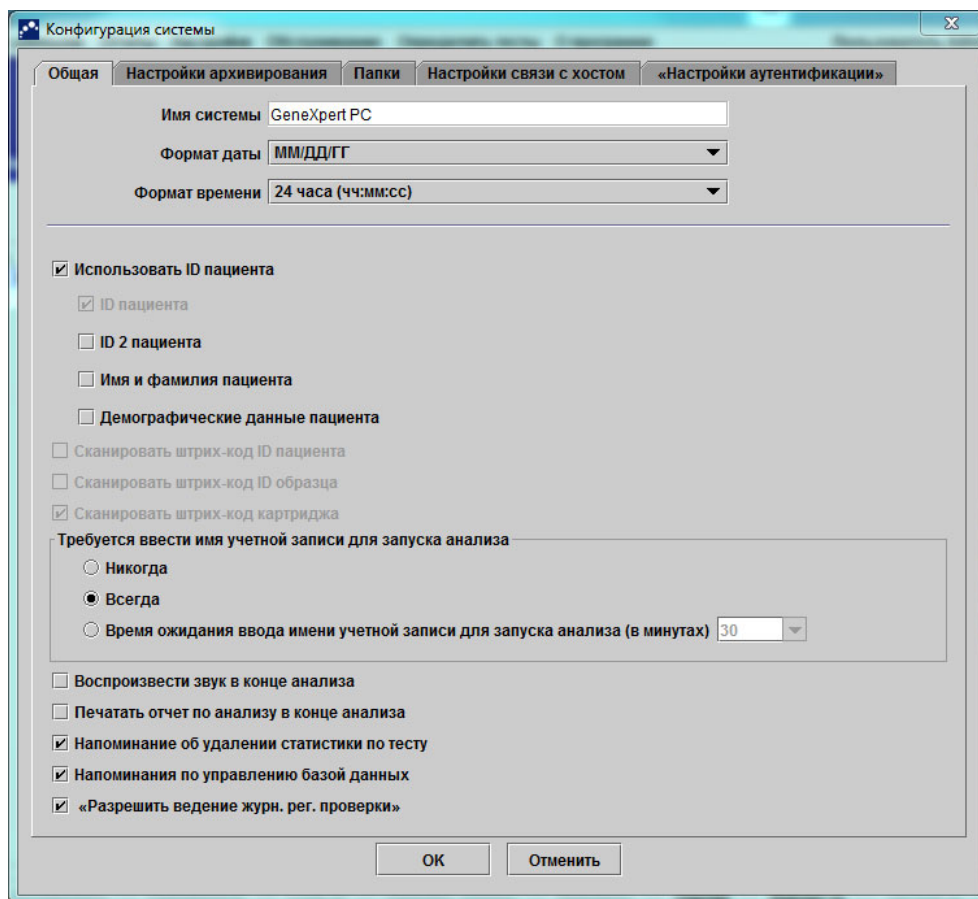 Конфигурация системы
Общая Настройки архивирования Папки Настройки связи с хостом «Настройки аутентификации»
Имя системы GeneXpert PC
Формат даты ММ/ДД/ГГ
Формат времени 24 часа (чч:мм:сс)
Использовать ID пациента
ID пациента
ID 2 пациента
Имя и фамилия пациента
Демографические данные пациента
Сканировать штрих-код ID пациента
Сканировать штрих-код ID образца
Сканировать штрих-код картриджа
Требуется ввести имя учетной записи для запуска анализа
Никогда
Всегда
Время ожидания ввода имени учетной записи для запуска анализа (в минутах) 30
Воспроизвести звук в конце анализа
Печатать отчет по анализу в конце анализа
Напоминание об удалении статистики по тесту
Напоминания по управлению базой данных
«Разрешить ведение журн. рег. проверки»
OK Отменить